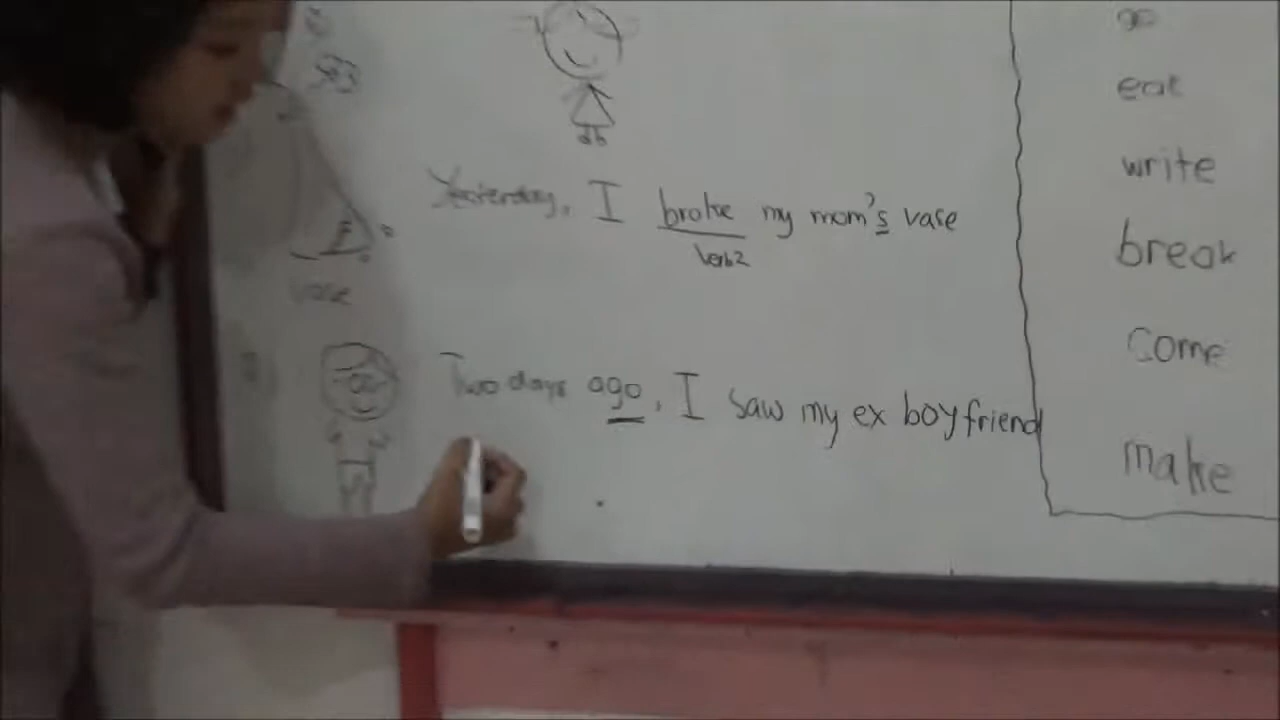 Yesterday, I broke my mom's vase
verb2
vase
Two days ago, I saw my ex boyfriend
go
eat
write
break
come
make